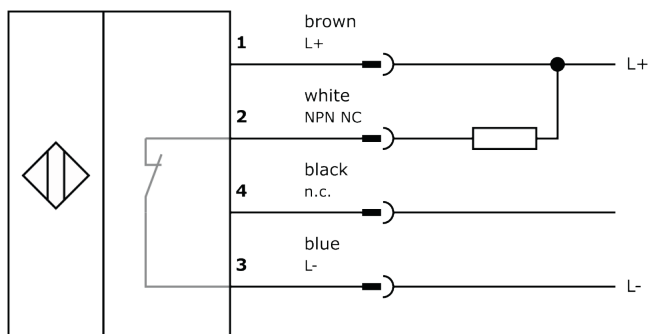 brown
1 L+ L+
white
2 NPN NC
black
4 n.c.
blue
3 L- L-